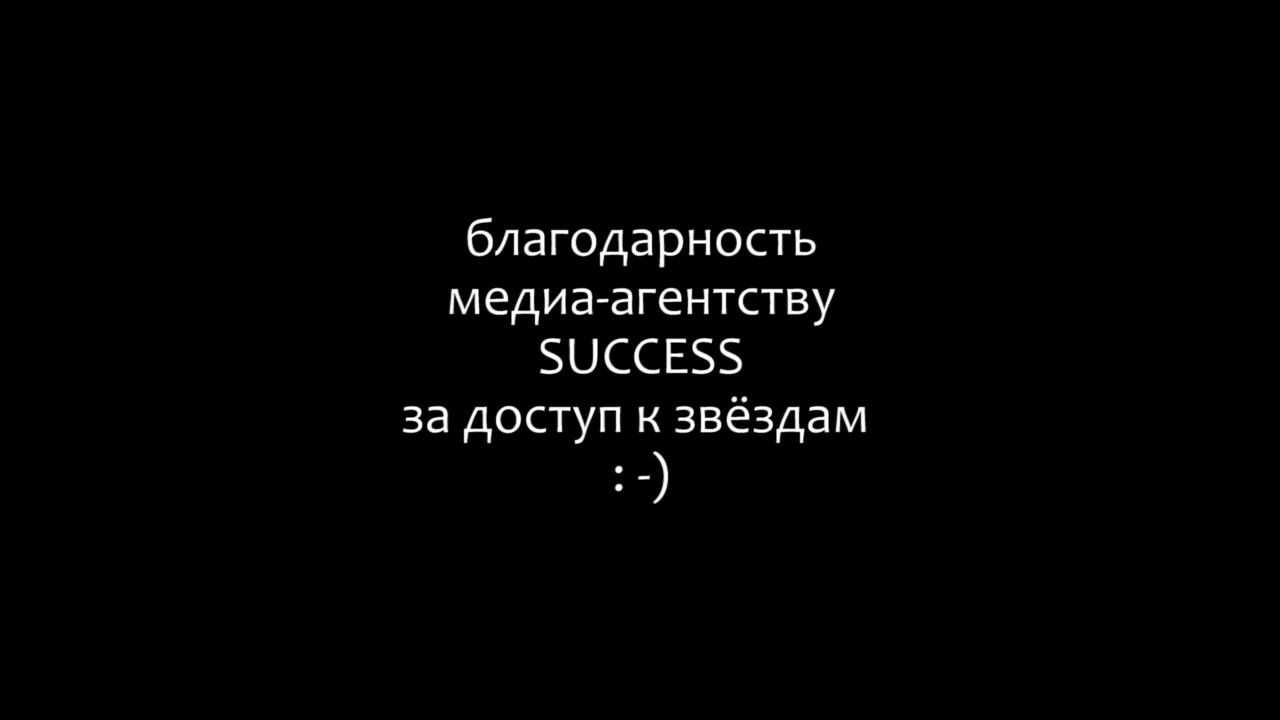 благодарность
медиа-агентству
SUCCESS
за доступ к звёздам
: -)